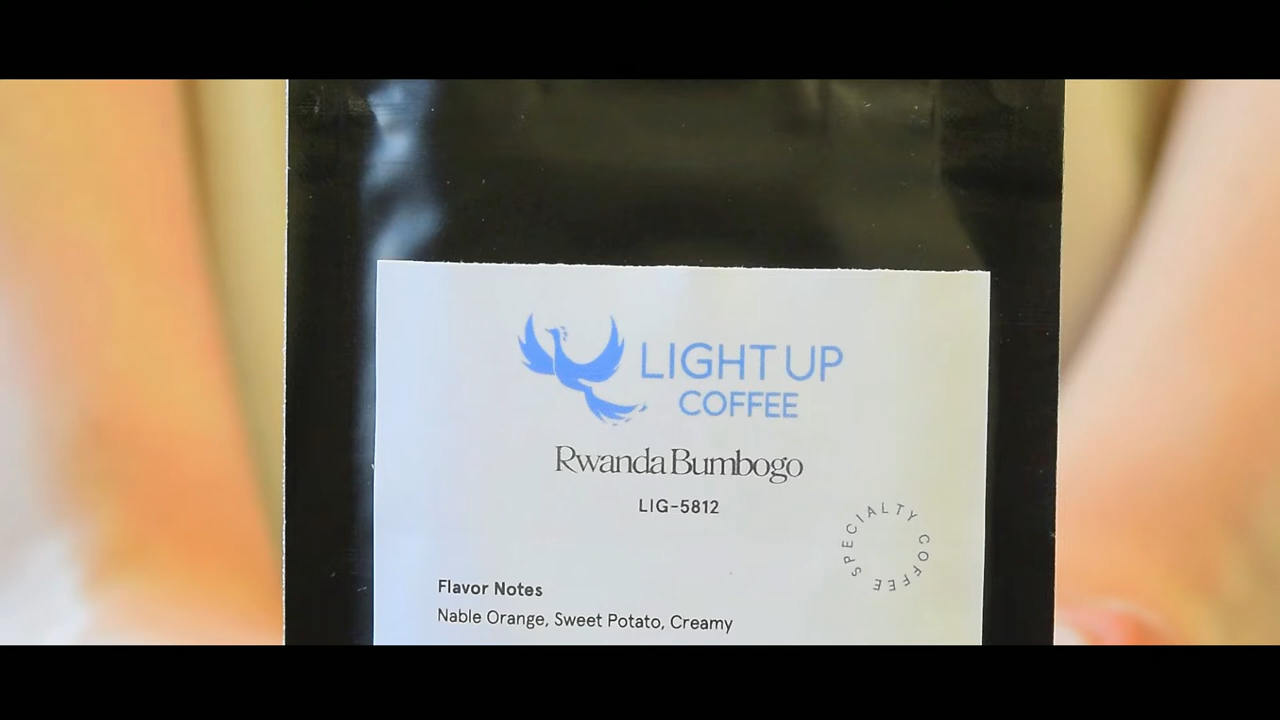 LIGHT UP
COFFEE
Rwanda Bumbogo
LIG-5812
SPECIALTY COFFEE
Flavor Notes
Nable Orange, Sweet Potato, Creamy